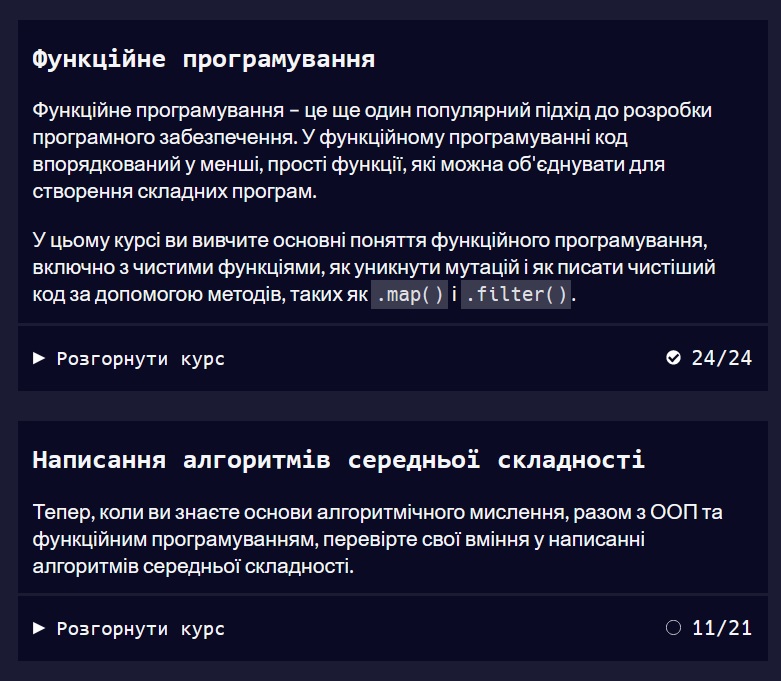 Функційне програмування
Функційне програмування – це ще один популярний підхід до розробки
програмного забезпечення. У функційному програмуванні код
впорядкований у менші, прості функції, які можна об'єднувати для
створення складних програм.
У цьому курсі ви вивчите основні поняття функційного програмування,
включно з чистими функціями, як уникнути мутацій і як писати чистіший
код за допомогою методів, таких як .map() і .filter().
▶ Розгорнути курс 24/24
Написання алгоритмів середньої складності
Тепер, коли ви знаєте основи алгоритмічного мислення, разом з ООП та
функційним програмуванням, перевірте свої вміння у написанні
алгоритмів середньої складності.
▶ Розгорнути курс 11/21